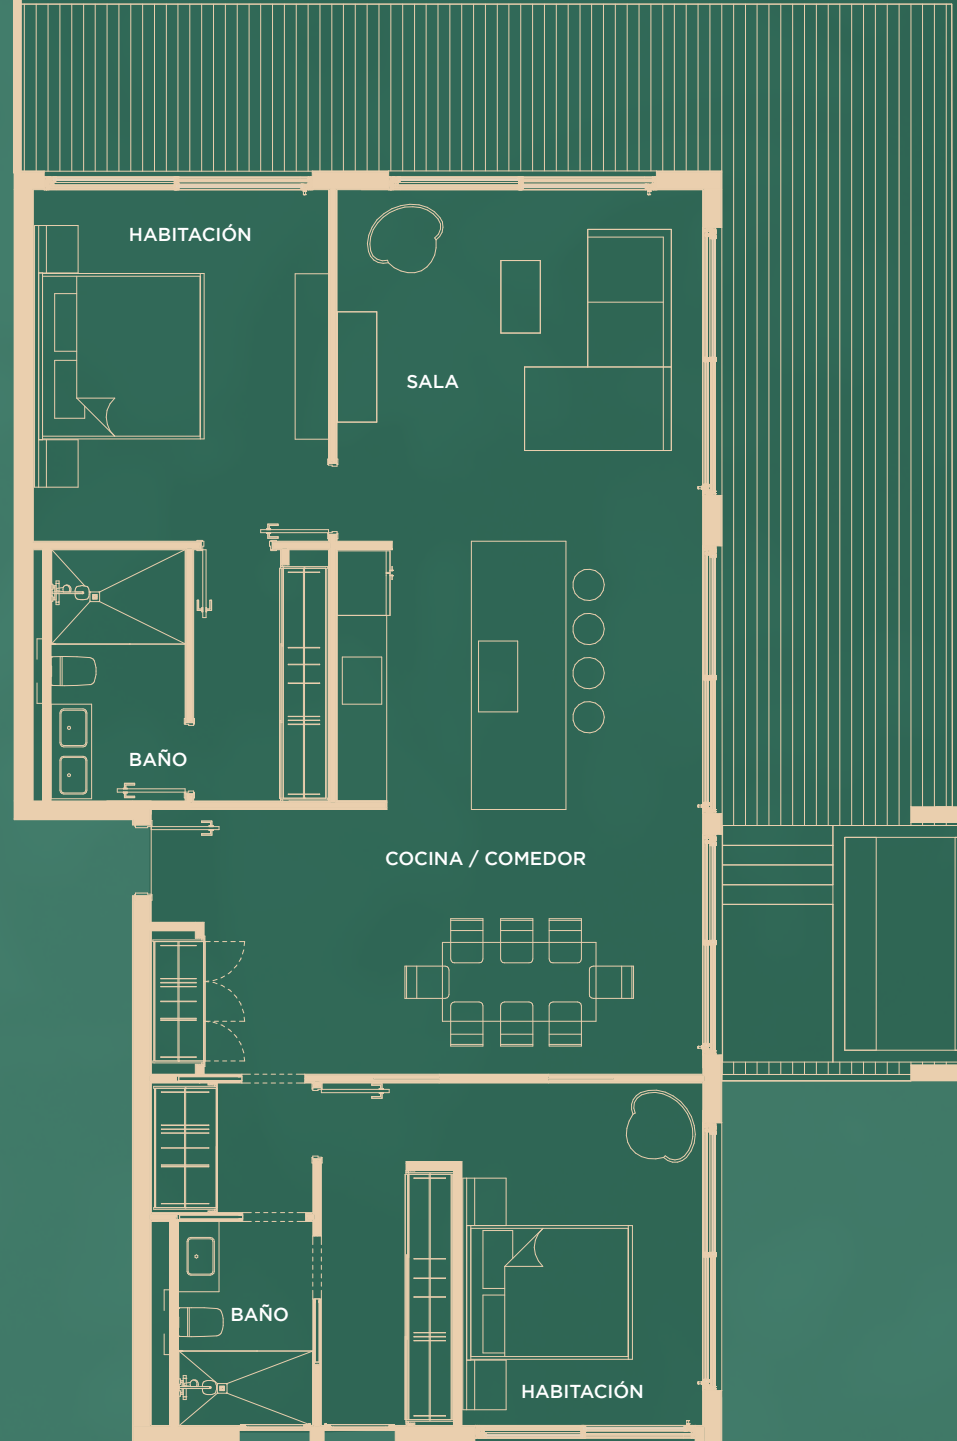 HABITACIÓN
SALA
BAÑO
COCINA / COMEDOR
BAÑO
HABITACIÓN